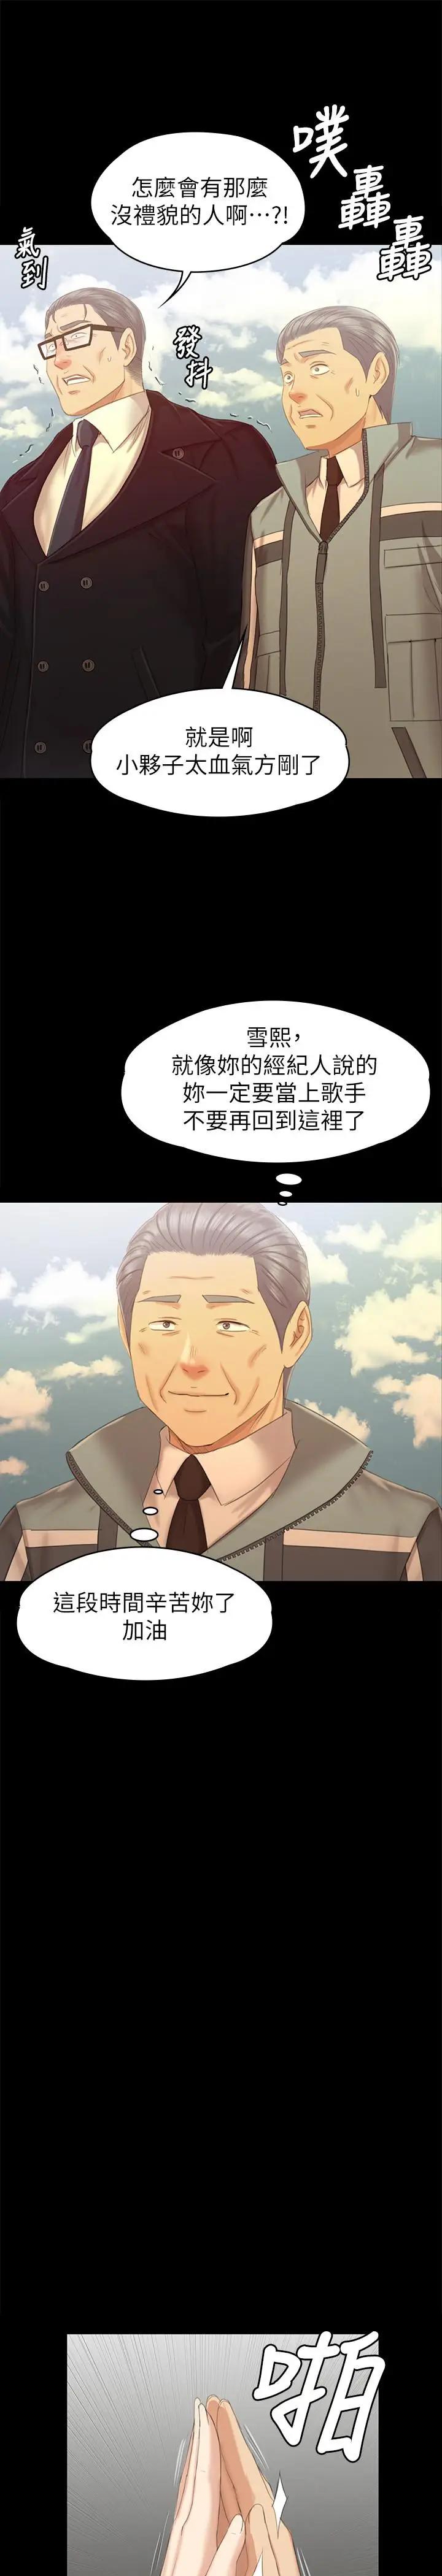 噗
轟轟
怎麼會有那麼
沒禮貌的人啊…?!
氣到
發抖
就是啊
小夥子太血氣方剛了
雪熙,
就像妳的經紀人說的
妳一定要當上歌手
不要再回到這裡了
這段時間辛苦妳了
加油
啪